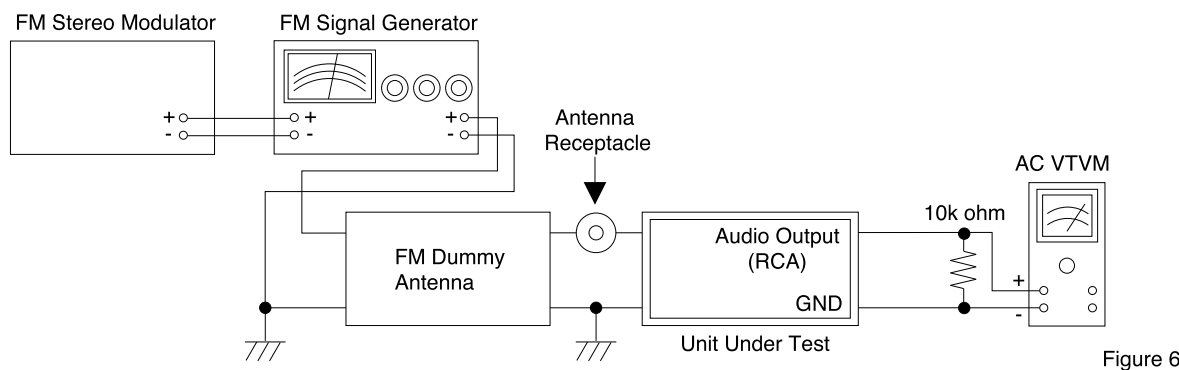 FM Stereo Modulator
FM Signal Generator
+
-
+
-
+
-
Antenna
Receptacle
AC VTVM
10k ohm
FM Dummy
Antenna
Audio Output
(RCA)
GND
+
-
Unit Under Test
Figure 6